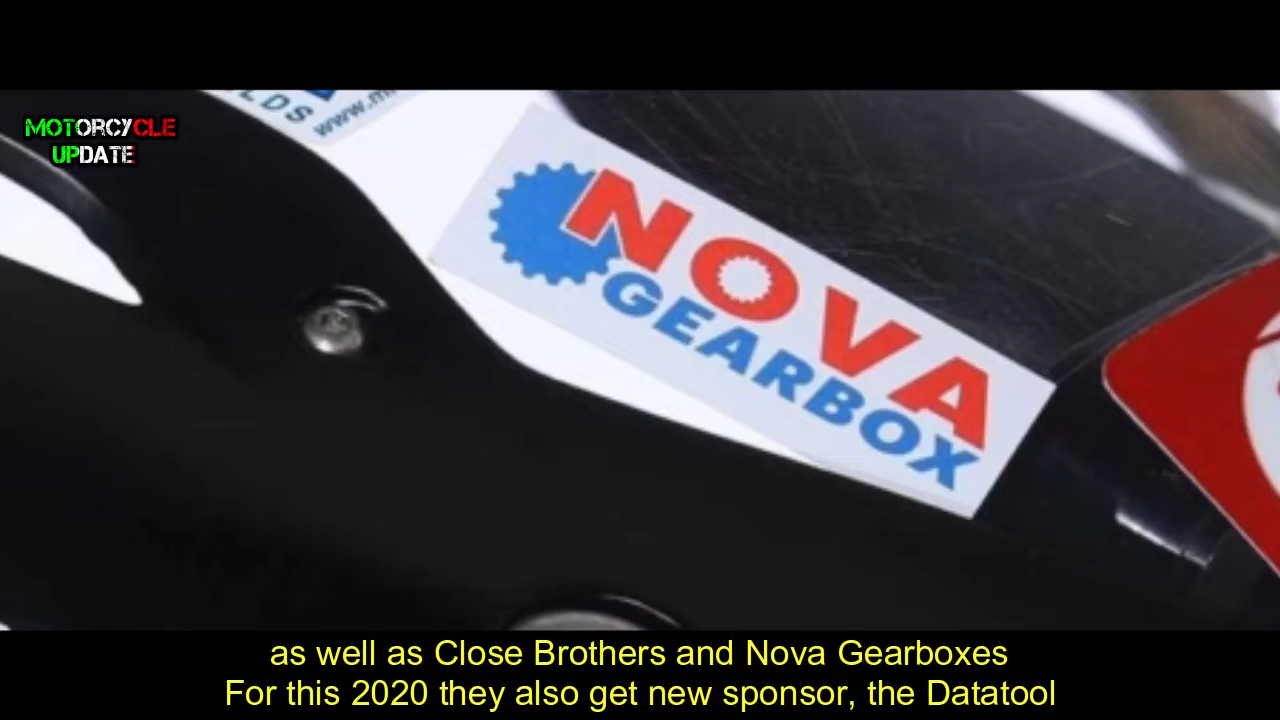 MOTORCYCLE
UPDATE
LDS
NOVA
GEARBOX
as well as Close Brothers and Nova Gearboxes
For this 2020 they also get new sponsor, the Datatool